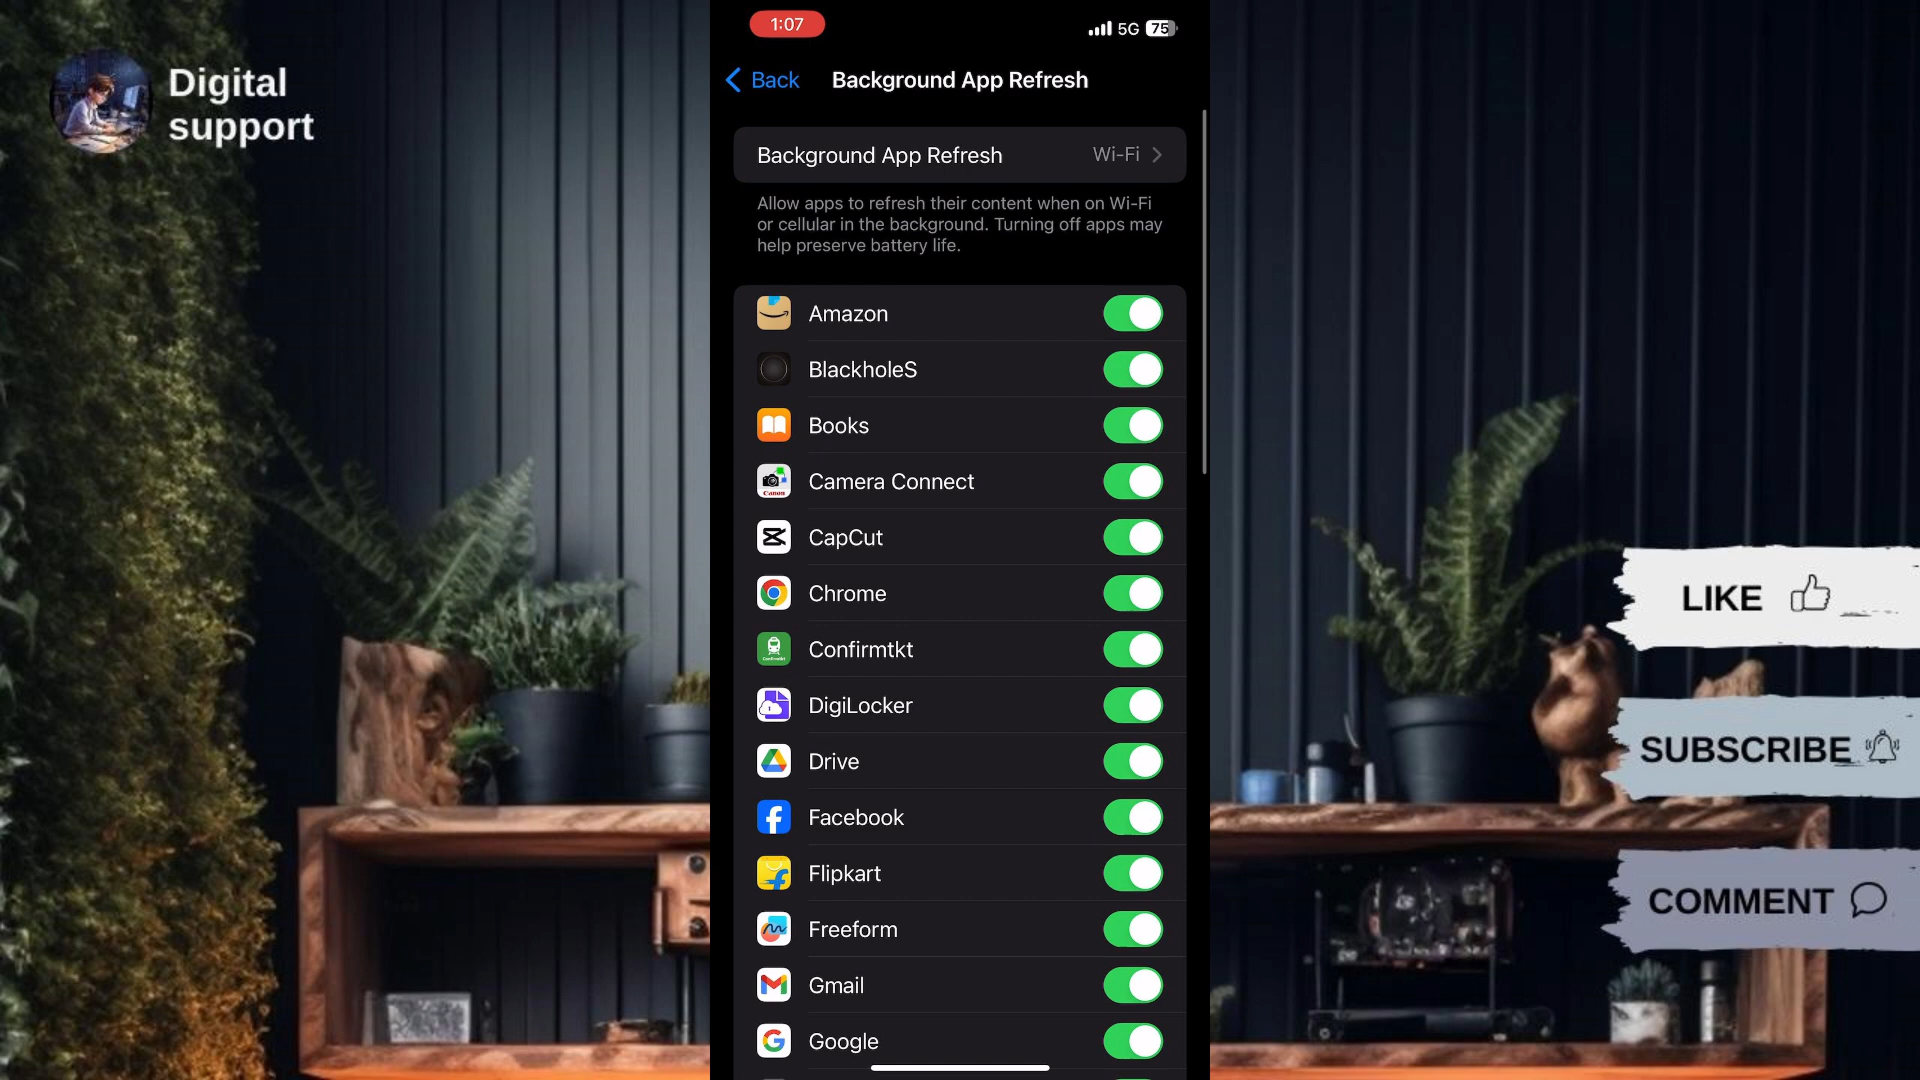 Digital
support
1:07
5G 75
Back Background App Refresh
Background App Refresh Wi-Fi
Allow apps to refresh their content when on Wi-Fi
or cellular in the background. Turning off apps may
help preserve battery life.
Amazon
BlackholeS
Books
Canon
Camera Connect
CapCut
Chrome
Confirmtkt
Confirmtkt
DigiLocker
Drive
Facebook
Flipkart
Freeform
Gmail
Google
LIKE
SUBSCRIBE
COMMENT